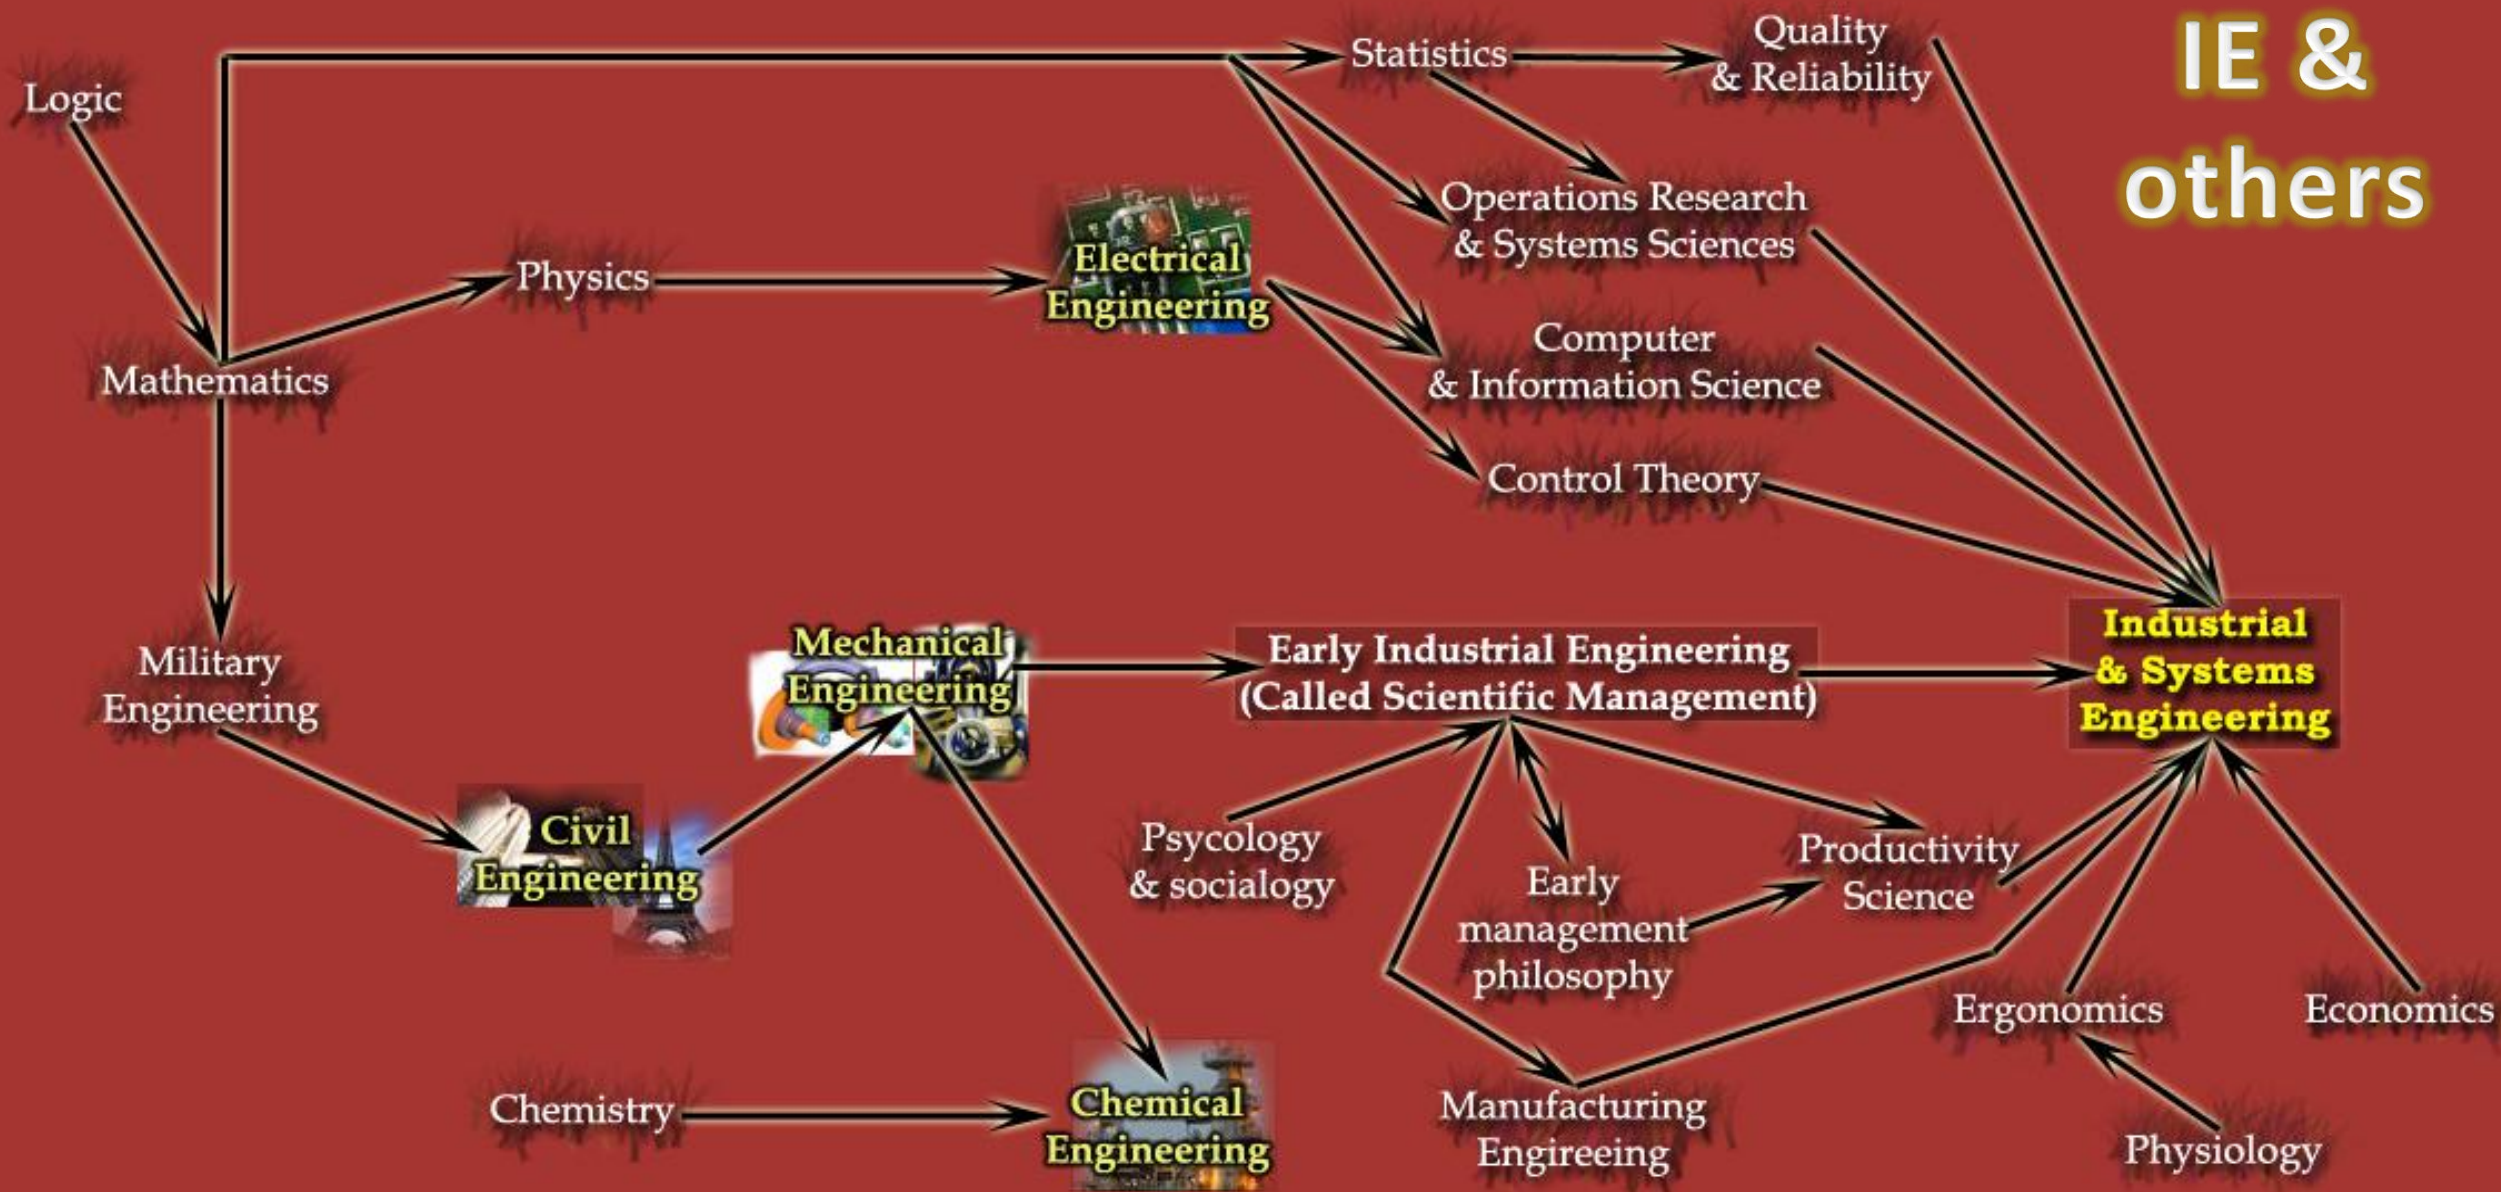 IE &
others
Logic
Statistics
Quality
& Reliability
Operations Research
& Systems Sciences
Physics
Electrical
Engineering
Computer
& Information Science
Mathematics
Control Theory
Military
Engineering
Mechanical
Engineering
Early Industrial Engineering
(Called Scientific Management)
Industrial
& Systems
Engineering
Civil
Engineering
Psycology
& socialogy
Early
management
philosophy
Productivity
Science
Ergonomics
Economics
Chemistry
Chemical
Engineering
Manufacturing
Engireeing
Physiology